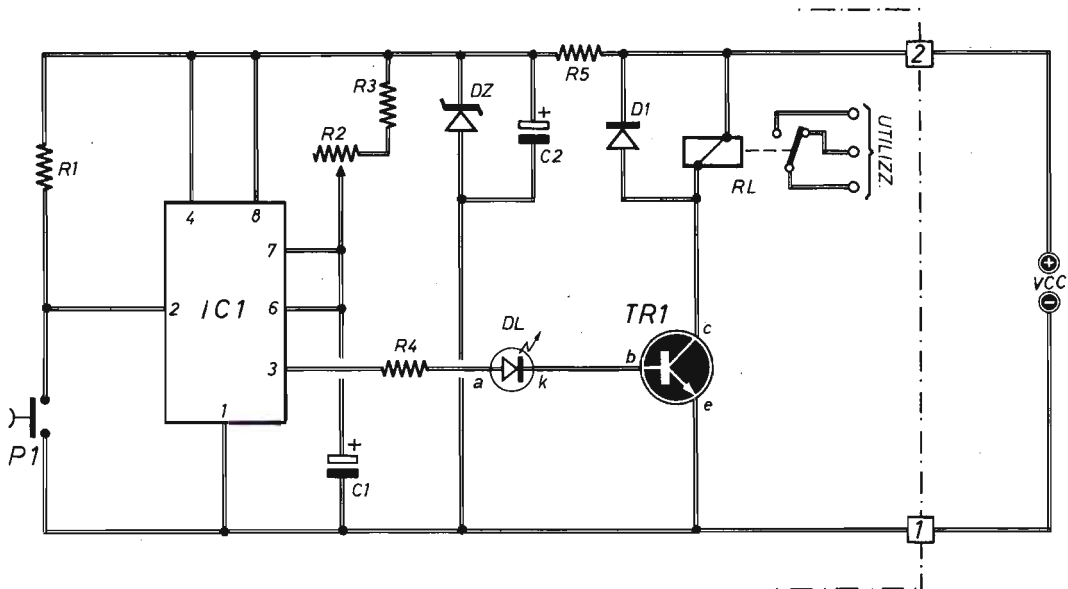 2
R5
R3
DZ
D1
+
C2
R2
R1
RL
UTILIZZ.
4
8
7
2
IC1
6
+
VCC
−
3
R4
DL
a
k
TR1
b
c
e
1
P1
+
C1
1